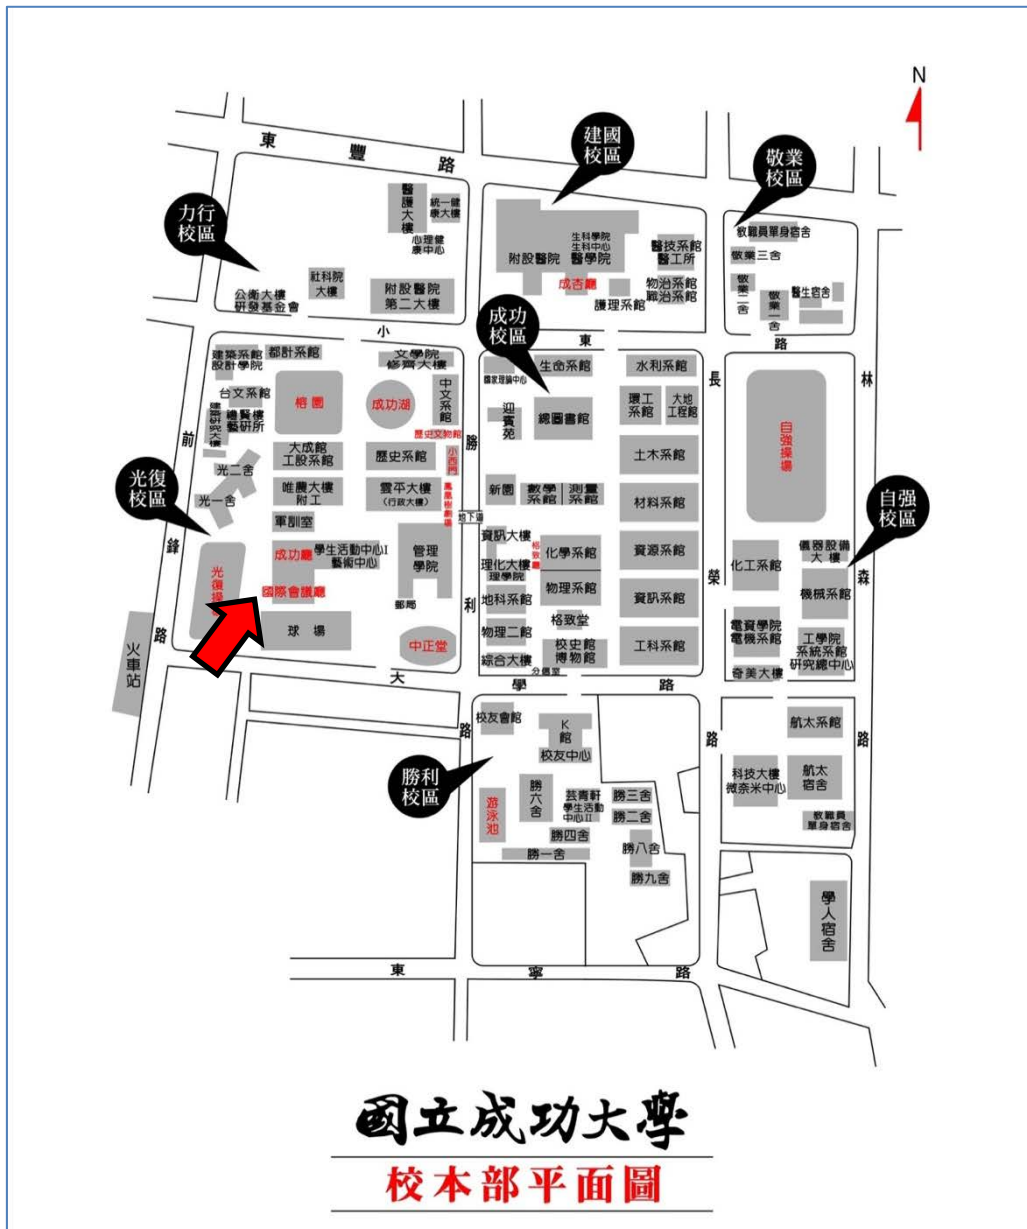 N
東豐路
建國
校區
敬業
校區
力行
校區
醫護大樓
統一健
康大樓
心理健
康中心
社科院
大樓
附設醫院
第二大樓
公衛大樓
研發基金會
生科學院
生科中心
附設醫院
醫學院
成杏廳
護理系館
醫技系館
醫工所
物治系館
職治系館
教職員單身宿舍
敬業三舍
敬業二舍
敬業一舍
醫生宿舍
小東路
成功
校區
建築系館
設計學院
都計系館
文學院
修齊大樓
台文系館
榕園
成功湖
中文系館
歷史文物館
小西門
大成館
工設系館
歷史系館
光二舍
光一舍
唯農大樓
附工
雲平大樓
(行政大樓)
鳳凰樹劇場
地下道
軍訓室
成功廳
學生活動中心I
藝術中心
管理
學院
國際會議廳
郵局
球場
中正堂
光復
校區
光復操場
前鋒路
火車站
勝利路
國家理論中心
生命系館
水利系館
迎賓苑
總圖書館
環工
系館
大地
工程館
土木系館
新園
數學
系館
測量
系館
材料系館
資訊大樓
格致廳
化學系館
資源系館
理化大樓
理學院
地科系館
物理系館
資訊系館
物理二館
格致堂
校史館
博物館
工科系館
綜合大樓
長榮路
自強操場
自强
校區
化工系館
儀器設備
大樓
機械系館
電資學院
電機系館
工學院
系統系館
研究總中心
奇美大樓
林森路
大學路
校友會館
K
館
校友中心
勝利
校區
游泳池
勝六舍
芸青軒
學生活動
中心II
勝三舍
勝二舍
勝四舍
勝一舍
勝八舍
勝九舍
航太系館
科技大樓
微奈米中心
航太
宿舍
教職員
單身宿舍
學人宿舍
東寧路
國立成功大學
校本部平面圖